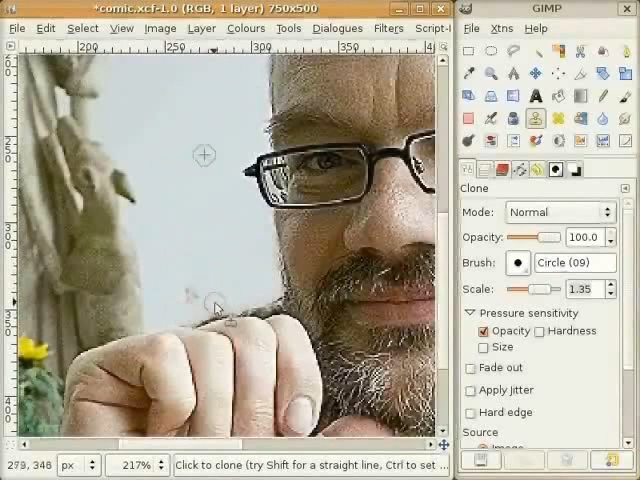 *comic.xcf-1.0 (RGB, 1 layer) 750x500
File Edit Select View Image Layer Colours Tools Dialogues Filters Script-I
200 250 300 350
279, 348 px 217% Click to clone (try Shift for a straight line, Ctrl to set ...
GIMP
File Xtns Help
Clone
Mode: Normal
Opacity: 100.0
Brush: Circle (09)
Scale: 1.35
Pressure sensitivity
Opacity Hardness
Size
Fade out
Apply Jitter
Hard edge
Source
Image